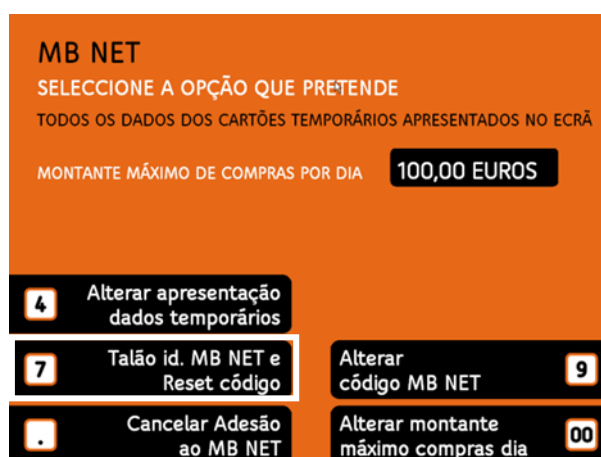 MB NET
SELECCIONE A OPÇÃO QUE PRETENDE
TODOS OS DADOS DOS CARTÕES TEMPORÁRIOS APRESENTADOS NO ECRÃ
MONTANTE MÁXIMO DE COMPRAS POR DIA 100,00 EUROS
4 Alterar apresentação
dados temporários
7 Talão id. MB NET e
Reset código
Alterar
código MB NET 9
. Cancelar Adesão
ao MB NET
Alterar montante
máximo compras dia 00